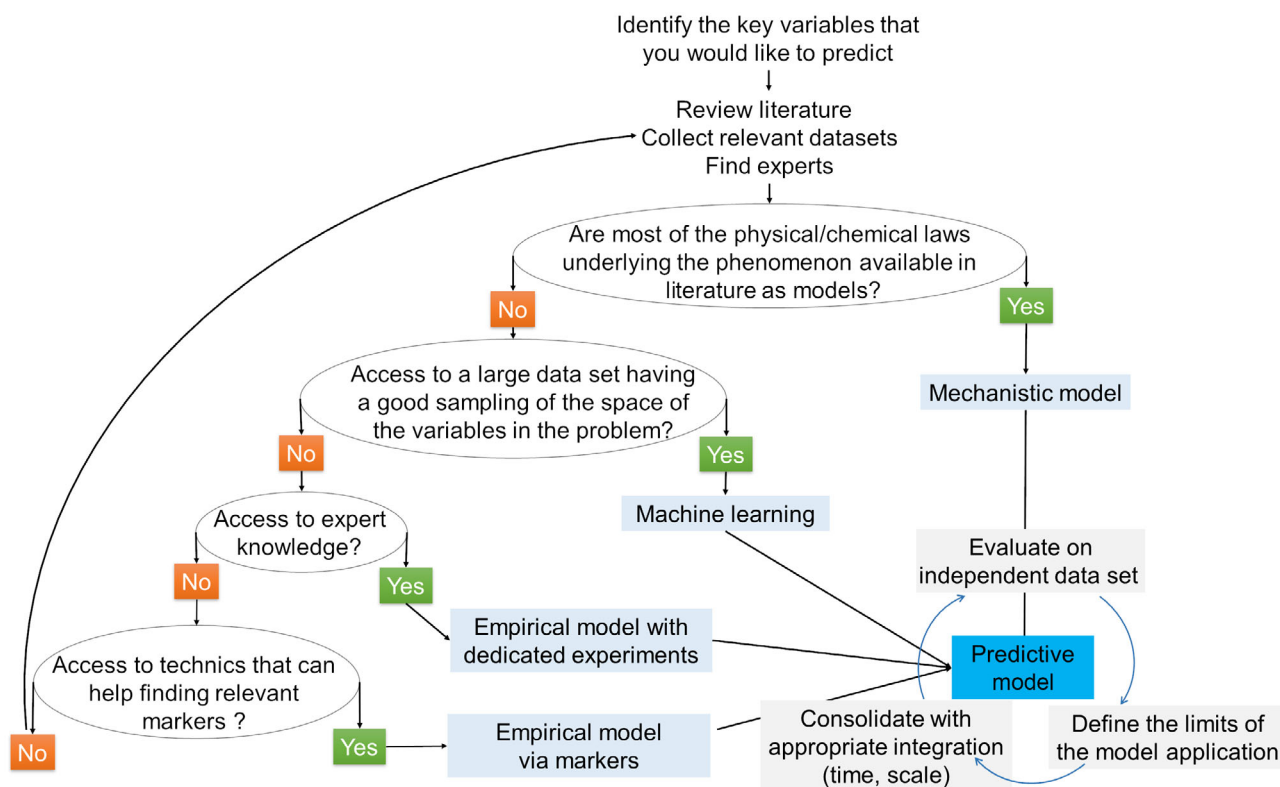 Identify the key variables that
you would like to predict
Review literature
Collect relevant datasets
Find experts
Are most of the physical/chemical laws
underlying the phenomenon available in
literature as models?
No
Yes
Access to a large data set having
a good sampling of the space of
the variables in the problem?
Mechanistic model
No
Yes
Machine learning
Access to expert
knowledge?
Evaluate on
independent data set
No
Yes
Empirical model with
dedicated experiments
Predictive
model
Access to technics that can
help finding relevant
markers ?
No
Yes
Empirical model
via markers
Consolidate with
appropriate integration
(time, scale)
Define the limits of
the model application